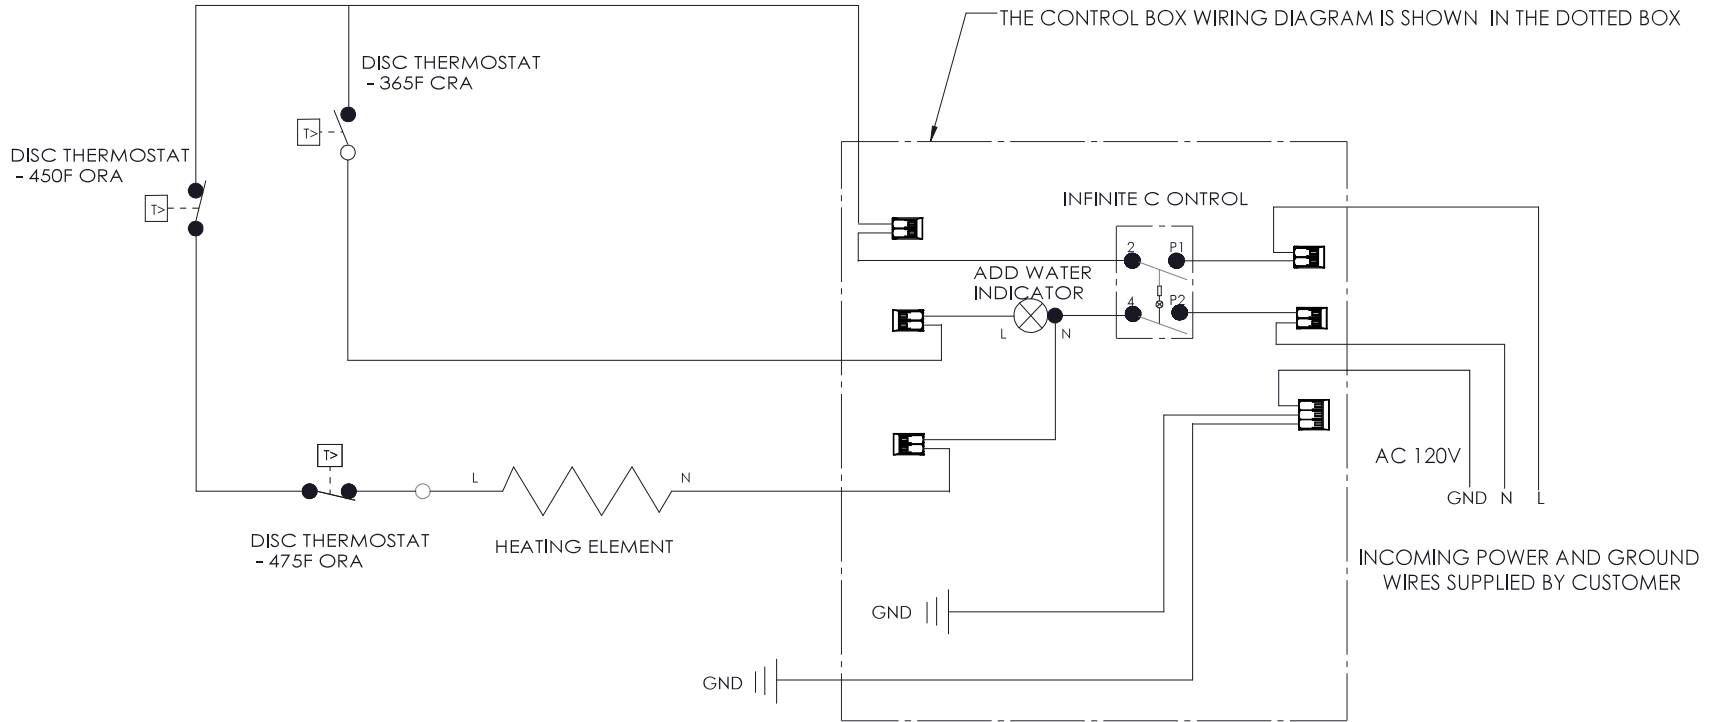 THE CONTROL BOX WIRING DIAGRAM IS SHOWN IN THE DOTTED BOX
DISC THERMOSTAT
- 365F CRA
T>
DISC THERMOSTAT
- 450F ORA
T>
INFINITE C ONTROL
2 P1
ADD WATER
INDICATOR
4 P2
L N
T>
L N
DISC THERMOSTAT
- 475F ORA
HEATING ELEMENT
AC 120V
GND N L
INCOMING POWER AND GROUND
WIRES SUPPLIED BY CUSTOMER
GND
GND